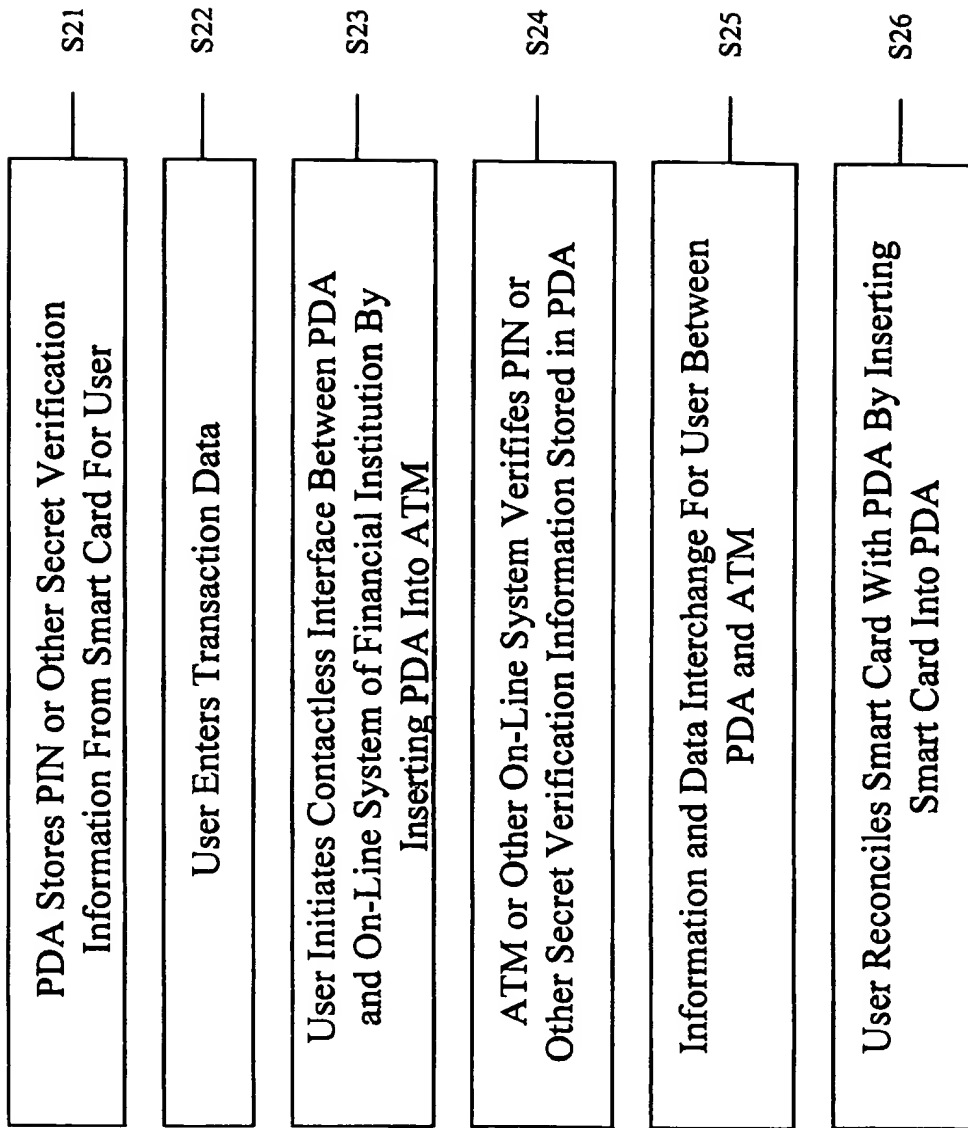 PDA Stores PIN or Other Secret Verification
Information From Smart Card For User
S21
User Enters Transaction Data
S22
User Initiates Contactless Interface Between PDA
and On-Line System of Financial Institution By
Inserting PDA Into ATM
S23
ATM or Other On-Line System Verififes PIN or
Other Secret Verification Information Stored in PDA
S24
Information and Data Interchange For User Between
PDA and ATM
S25
User Reconciles Smart Card With PDA By Inserting
Smart Card Into PDA
S26